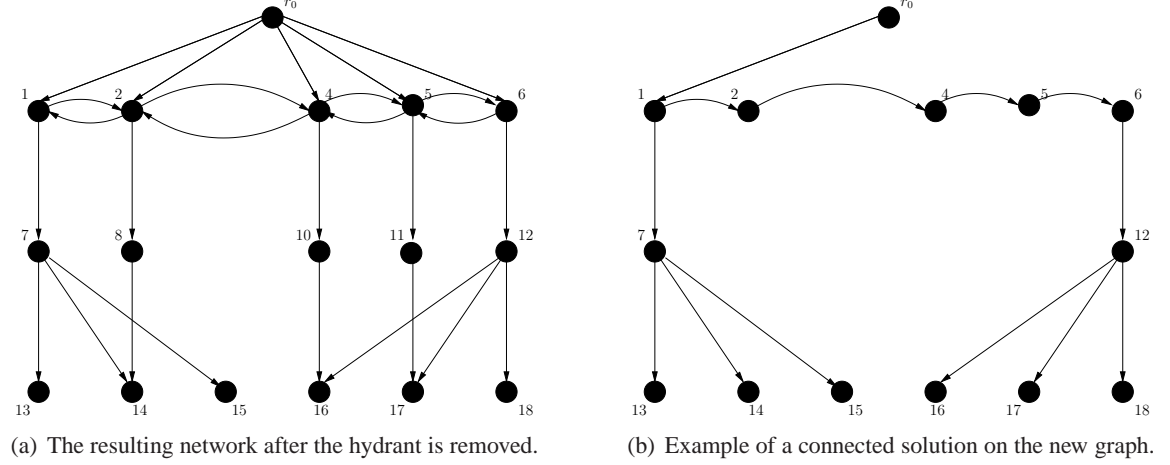 r₀ r₀
1 2 4 5 6 1 2 4 5 6
7 8 10 11 12 7 12
13 14 15 16 17 18 13 14 15 16 17 18
(a) The resulting network after the hydrant is removed. (b) Example of a connected solution on the new graph.